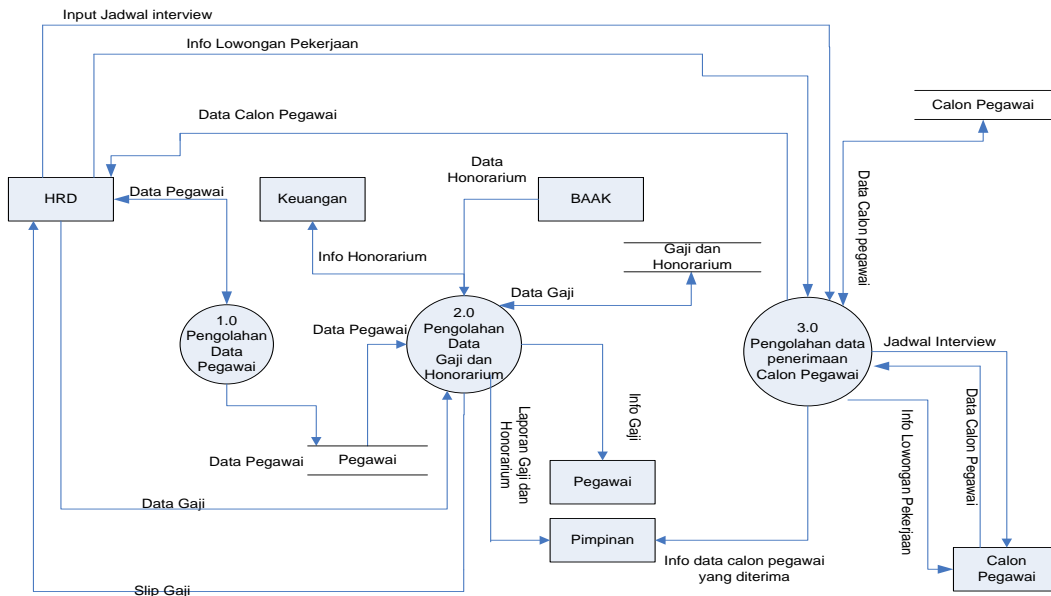 Input Jadwal interview
Info Lowongan Pekerjaan
Data Calon Pegawai
Calon Pegawai
Data
Honorarium
HRD
Data Pegawai
Keuangan
BAAK
Data Calon pegawai
Info Honorarium
Gaji dan
Honorarium
Data Gaji
1.0
Pengolahan
Data
Pegawai
Data Pegawai
2.0
Pengolahan
Data
Gaji dan
Honorarium
3.0
Pengolahan data
penerimaan
Calon Pegawai
Jadwal Interview
Data Calon Pegawai
Info Lowongan Pekerjaan
Info Gaji
Laporan Gaji dan
Honorarium
Data Pegawai
Pegawai
Pegawai
Data Gaji
Pimpinan
Info data calon pegawai
yang diterima
Calon
Pegawai
Slip Gaji